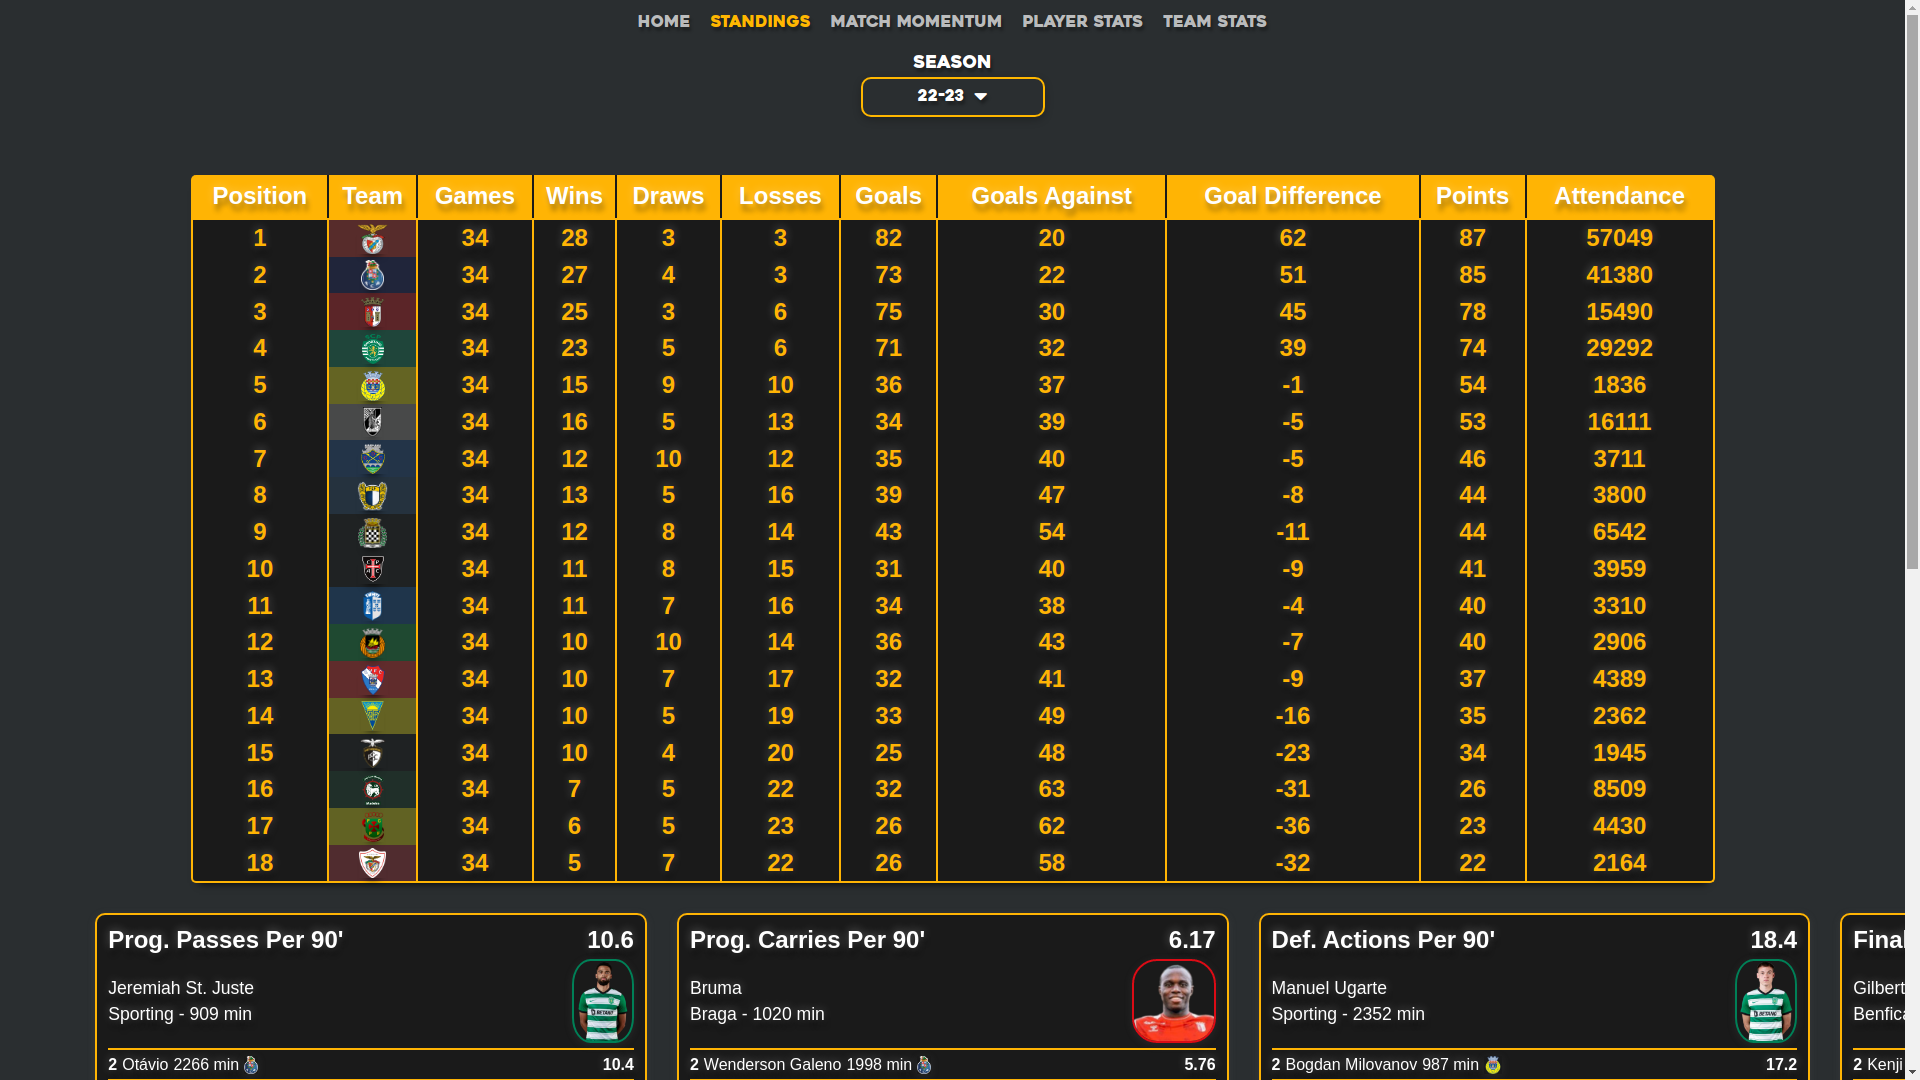 HOME STANDINGS MATCH MOMENTUM PLAYER STATS TEAM STATS
SEASON
22-23
Position Team Games Wins Draws Losses Goals Goals Against Goal Difference Points Attendance
1 34 28 3 3 82 20 62 87 57049
2 34 27 4 3 73 22 51 85 41380
3 34 25 3 6 75 30 45 78 15490
4 34 23 5 6 71 32 39 74 29292
5 34 15 9 10 36 37 -1 54 1836
6 34 16 5 13 34 39 -5 53 16111
7 34 12 10 12 35 40 -5 46 3711
8 34 13 5 16 39 47 -8 44 3800
9 34 12 8 14 43 54 -11 44 6542
10 34 11 8 15 31 40 -9 41 3959
11 34 11 7 16 34 38 -4 40 3310
12 34 10 10 14 36 43 -7 40 2906
13 34 10 7 17 32 41 -9 37 4389
14 34 10 5 19 33 49 -16 35 2362
15 34 10 4 20 25 48 -23 34 1945
16 34 7 5 22 32 63 -31 26 8509
17 34 6 5 23 26 62 -36 23 4430
18 34 5 7 22 26 58 -32 22 2164
Prog. Passes Per 90' 10.6
Jeremiah St. Juste
Sporting - 909 min
2 Otávio 2266 min 10.4
Prog. Carries Per 90' 6.17
Bruma
Braga - 1020 min
2 Wenderson Galeno 1998 min 5.76
Def. Actions Per 90' 18.4
Manuel Ugarte
Sporting - 2352 min
2 Bogdan Milovanov 987 min 17.2
Final
Gilbert
Benfica
2 Kenji